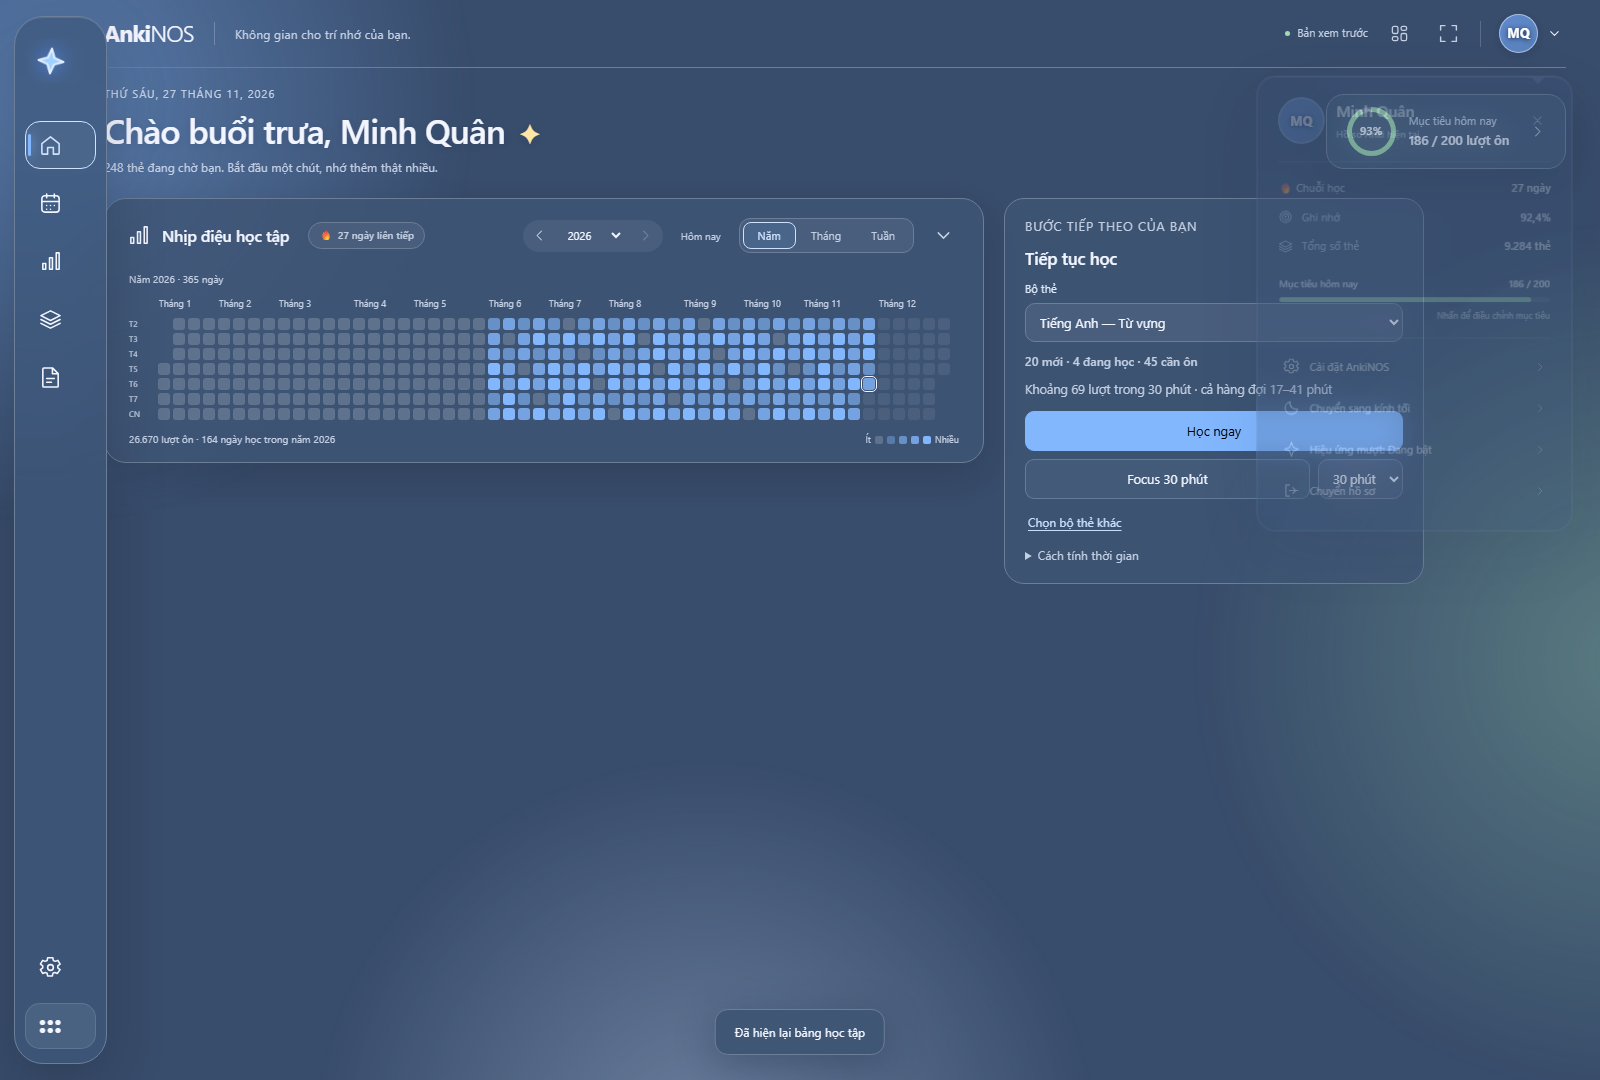 AnkiNOS
Không gian cho trí nhớ của bạn.
Bản xem trước
MQ
THỨ SÁU, 27 THÁNG 11, 2026
Chào buổi trưa, Minh Quân
248 thẻ đang chờ bạn. Bắt đầu một chút, nhớ thêm thật nhiều.
MQ
Minh Quân
93%
Mục tiêu hôm nay
186 / 200 lượt ôn
Chuỗi học
27 ngày
Ghi nhớ
92,4%
Tổng số thẻ
9.284 thẻ
Mục tiêu hôm nay
186 / 200
Nhấn để điều chỉnh mục tiêu
Cài đặt AnkiNOS
Chuyển sang kính tối
Hiệu ứng mượt: Đang bật
Chuyển hồ sơ
Nhịp điệu học tập
27 ngày liên tiếp
2026
Hôm nay
Năm
Tháng
Tuần
Năm 2026 · 365 ngày
Tháng 1 Tháng 2 Tháng 3 Tháng 4 Tháng 5 Tháng 6 Tháng 7 Tháng 8 Tháng 9 Tháng 10 Tháng 11 Tháng 12
T2
T3
T4
T5
T6
T7
CN
26.670 lượt ôn · 164 ngày học trong năm 2026
Ít
Nhiều
BƯỚC TIẾP THEO CỦA BẠN
Tiếp tục học
Bộ thẻ
Tiếng Anh — Từ vựng
20 mới · 4 đang học · 45 cần ôn
Khoảng 69 lượt trong 30 phút · cả hàng đợi 17–41 phút
Học ngay
Focus 30 phút
30 phút
Chọn bộ thẻ khác
Cách tính thời gian
Đã hiện lại bảng học tập